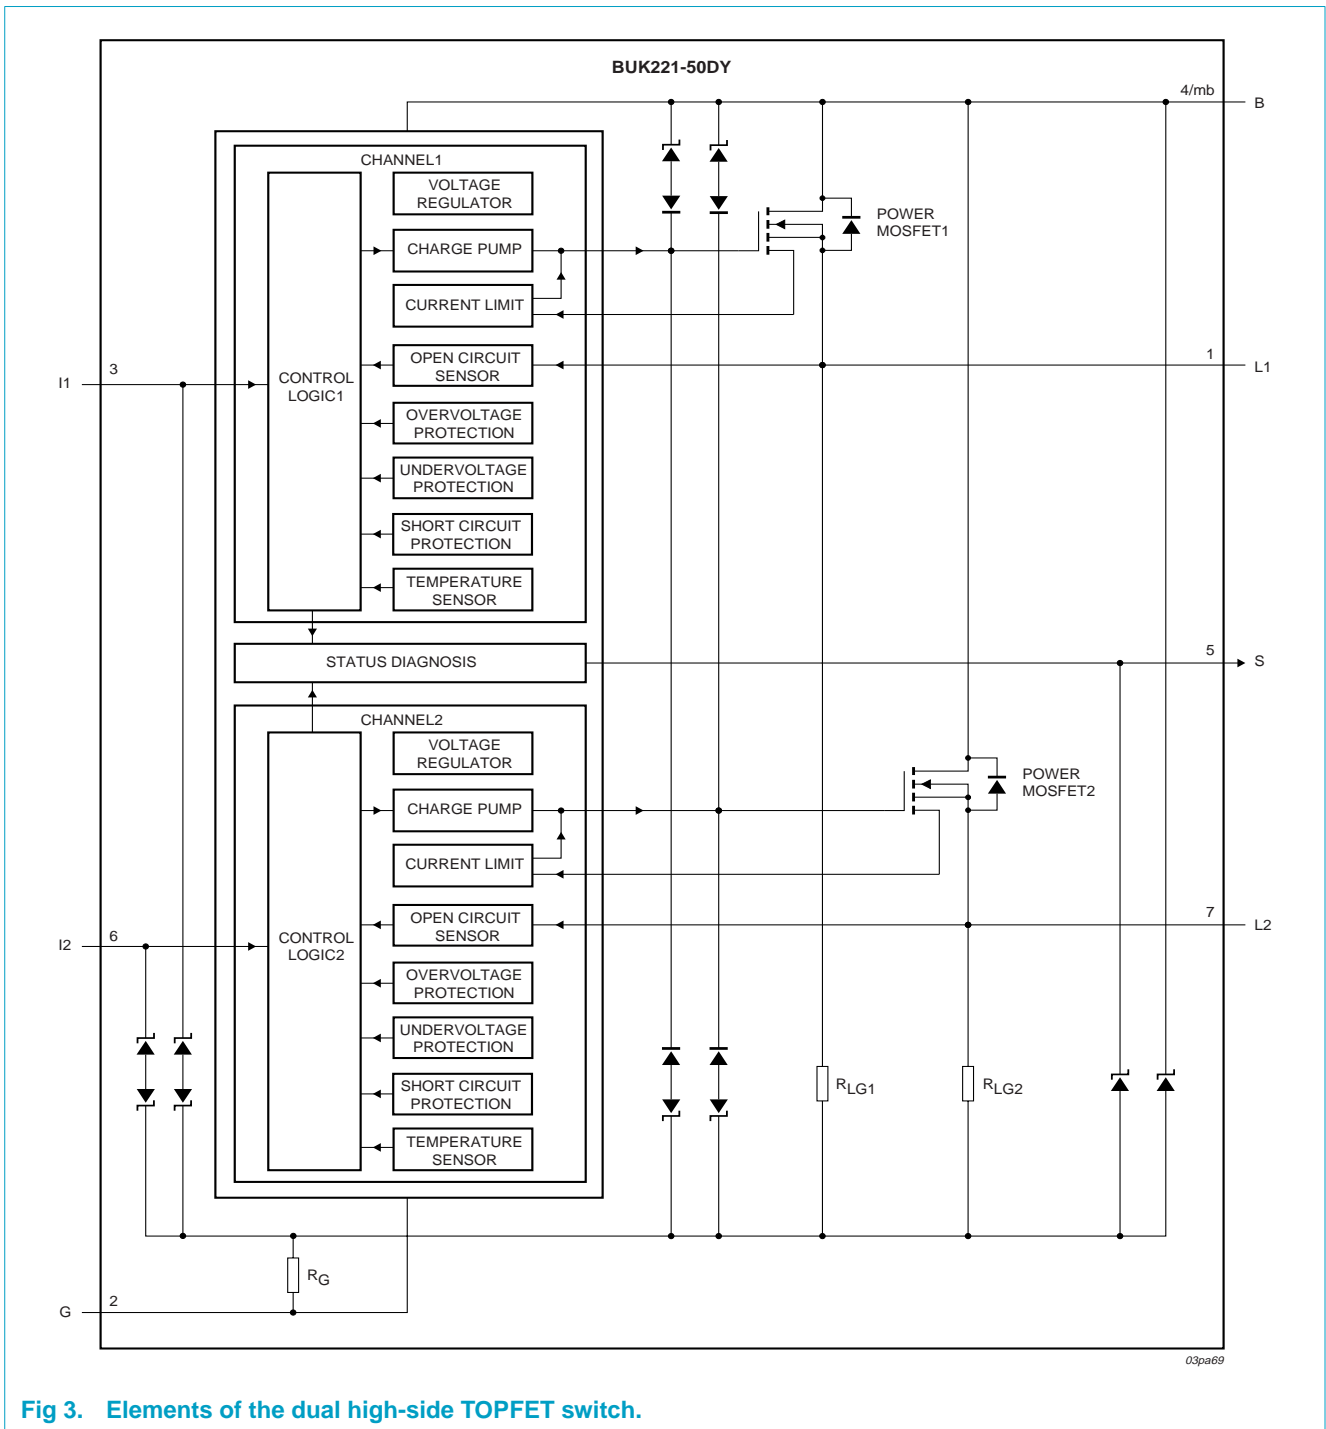 BUK221-50DY
4/mb
B
CHANNEL1
VOLTAGE
REGULATOR
POWER
MOSFET1
CHARGE PUMP
CURRENT LIMIT
OPEN CIRCUIT
SENSOR
1
L1
I1
3
CONTROL
LOGIC1
OVERVOLTAGE
PROTECTION
UNDERVOLTAGE
PROTECTION
SHORT CIRCUIT
PROTECTION
TEMPERATURE
SENSOR
STATUS DIAGNOSIS
5
S
CHANNEL2
VOLTAGE
REGULATOR
POWER
MOSFET2
CHARGE PUMP
CURRENT LIMIT
OPEN CIRCUIT
SENSOR
7
L2
I2
6
CONTROL
LOGIC2
OVERVOLTAGE
PROTECTION
UNDERVOLTAGE
PROTECTION
SHORT CIRCUIT
PROTECTION
RLG1
RLG2
TEMPERATURE
SENSOR
RG
G
2
03pa69
Fig 3. Elements of the dual high-side TOPFET switch.